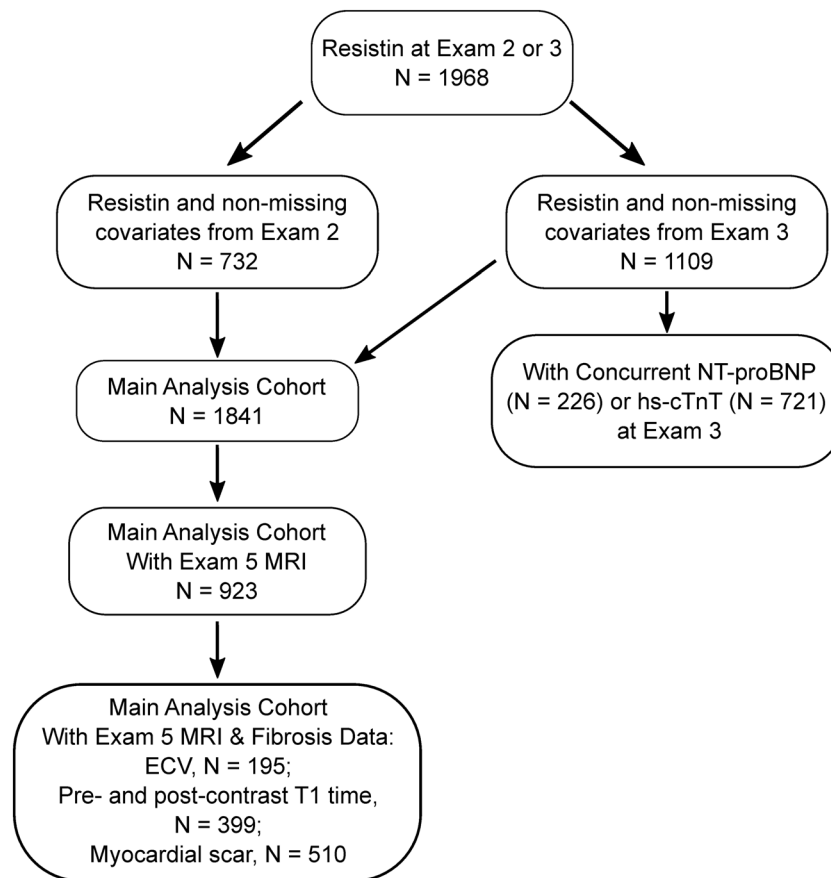 Resistin at Exam 2 or 3
N = 1968
Resistin and non-missing
covariates from Exam 2
N = 732
Resistin and non-missing
covariates from Exam 3
N = 1109
Main Analysis Cohort
N = 1841
With Concurrent NT-proBNP
(N = 226) or hs-cTnT (N = 721)
at Exam 3
Main Analysis Cohort
With Exam 5 MRI
N = 923
Main Analysis Cohort
With Exam 5 MRI & Fibrosis Data:
ECV, N = 195;
Pre- and post-contrast T1 time,
N = 399;
Myocardial scar, N = 510